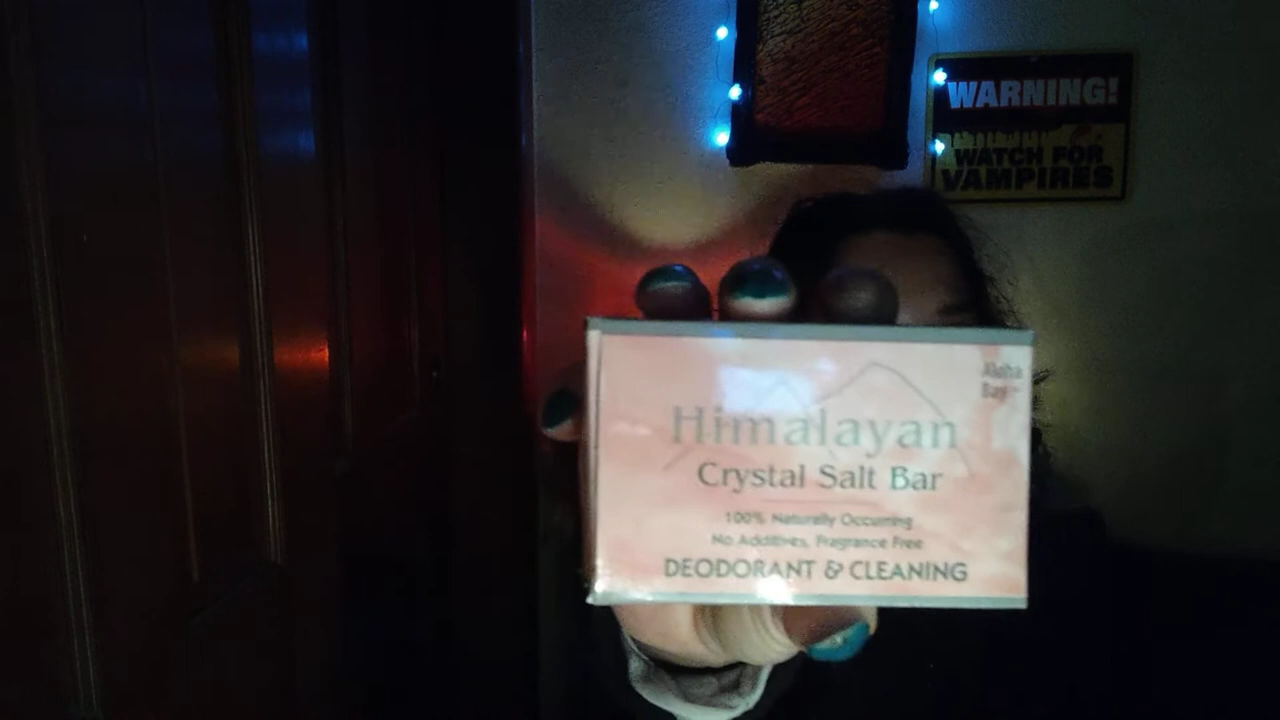 WARNING!
WATCH FOR
VAMPIRES
Aloha
Bay
Himalayan
Crystal Salt Bar
100% Naturally Occurring
No Additives, Fragrance Free
DEODORANT & CLEANING